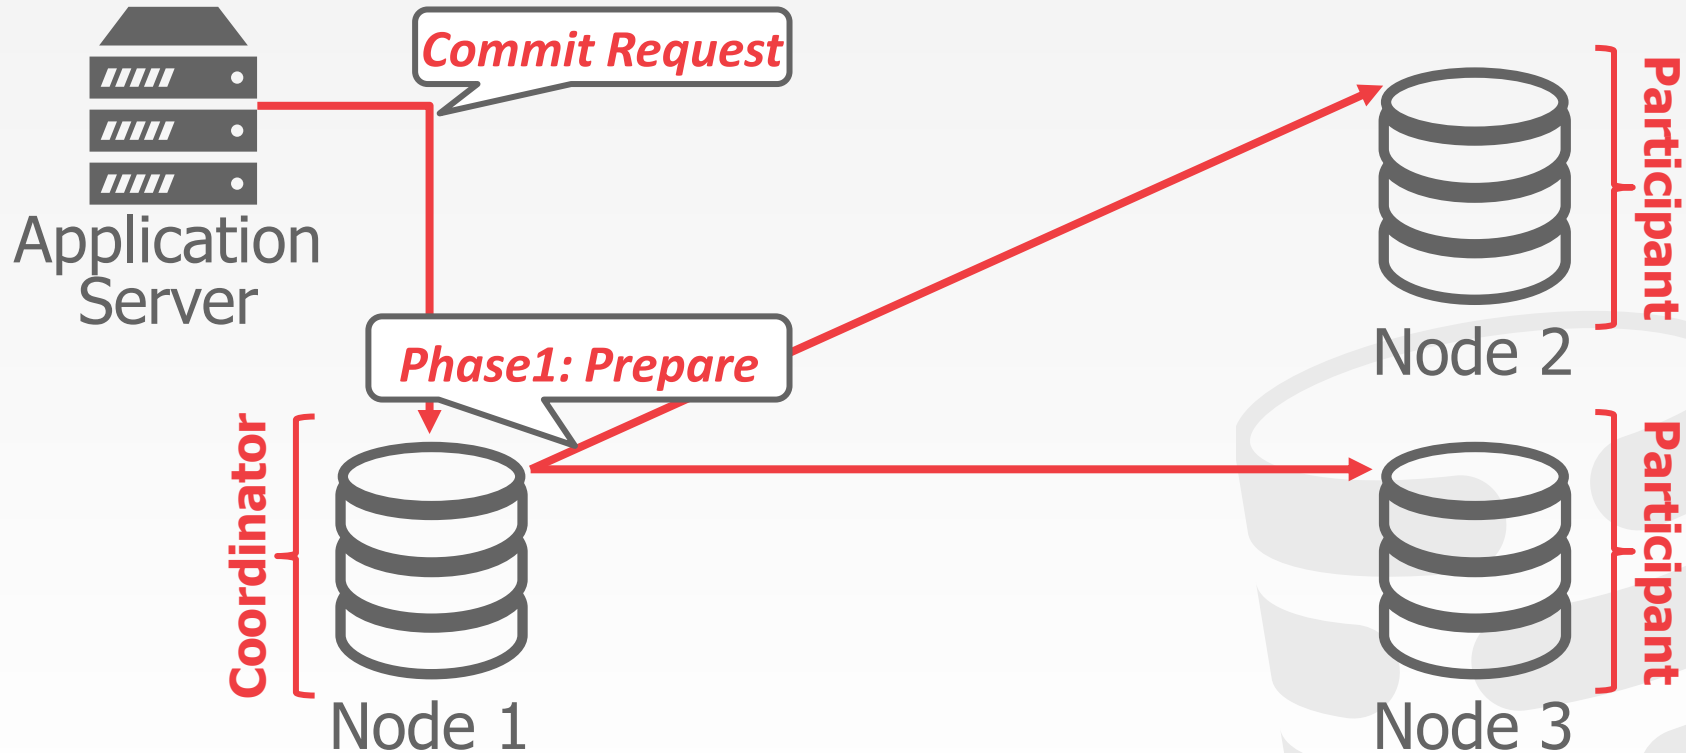 Commit Request
Application
Server
Phase1: Prepare
Coordinator
Node 1
Participant
Node 2
Participant
Node 3